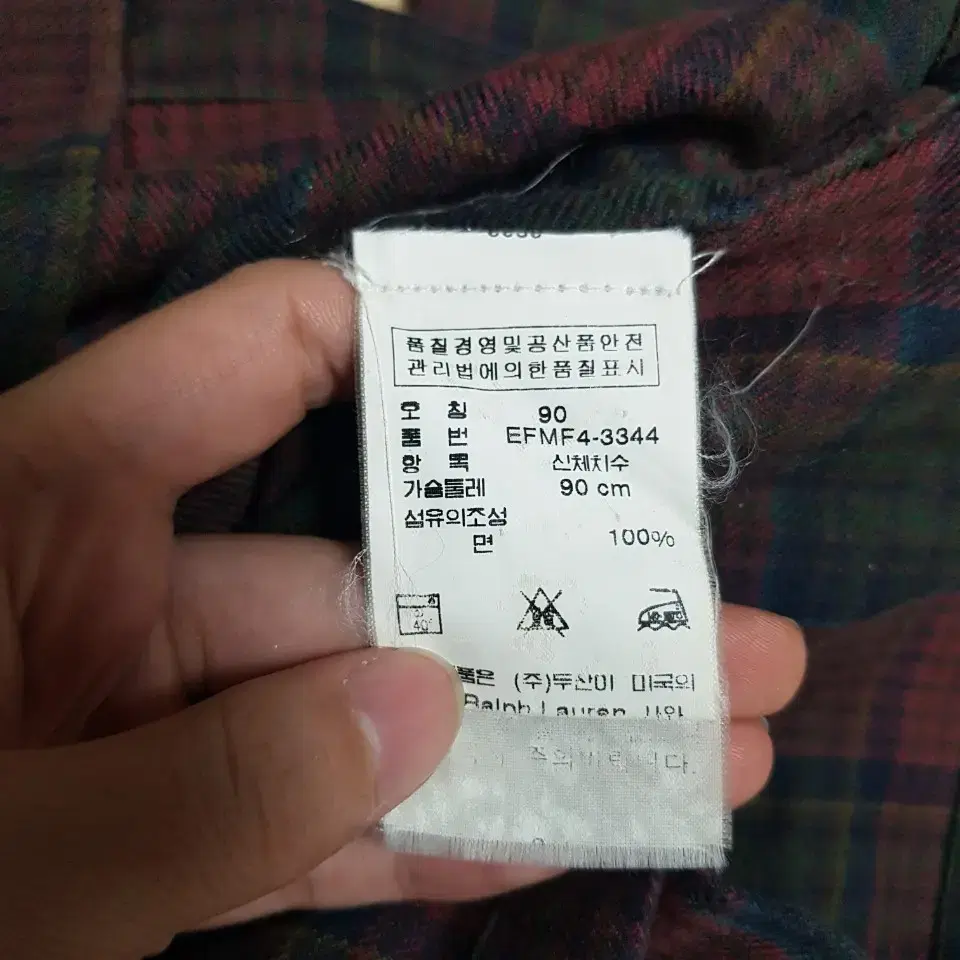 품질경영및공산품안전
관리법에의한품질표시
호 칭 90
품 번 EFMF4-3344
항 목 신체치수
가슴둘레 90 cm
섬유의조성
면 100%
40°
(주)두산이 미국의
Ralph Lauren